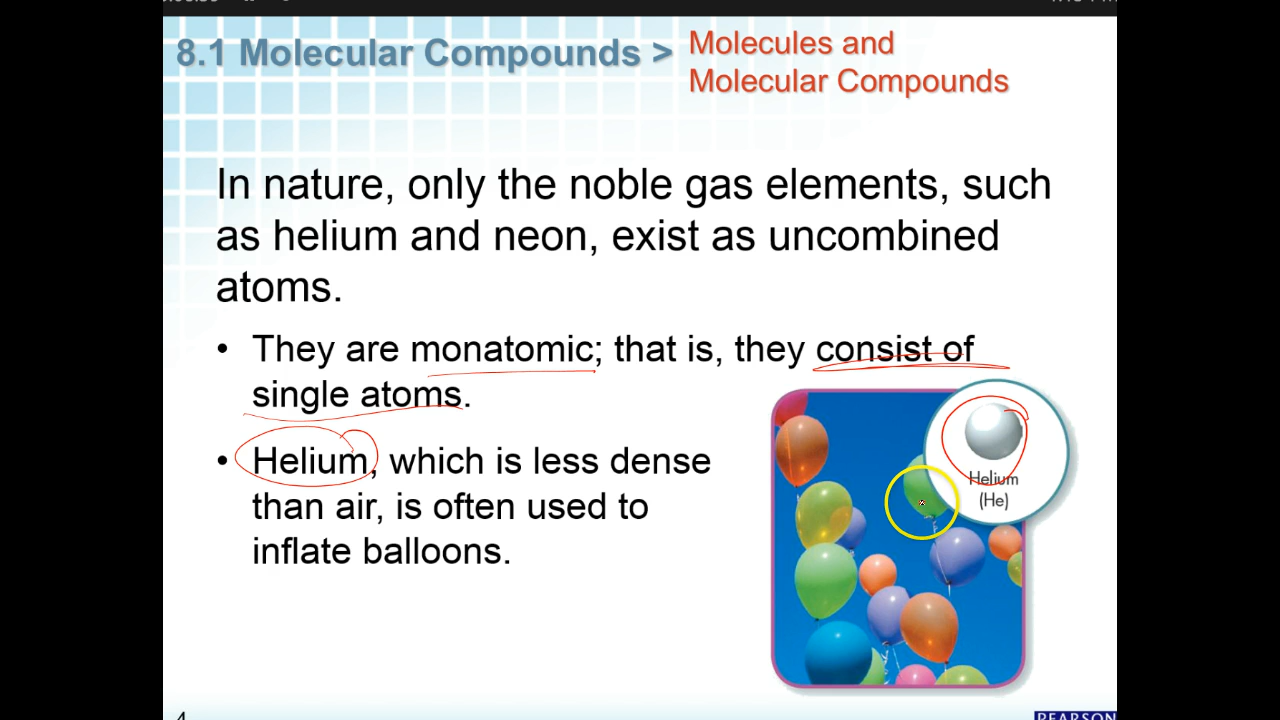 8.1 Molecular Compounds >
Molecules and
Molecular Compounds
In nature, only the noble gas elements, such
as helium and neon, exist as uncombined
atoms.
• They are monatomic; that is, they consist of
single atoms.
• Helium, which is less dense
than air, is often used to
inflate balloons.
Helium
(He)
4
PEARSON